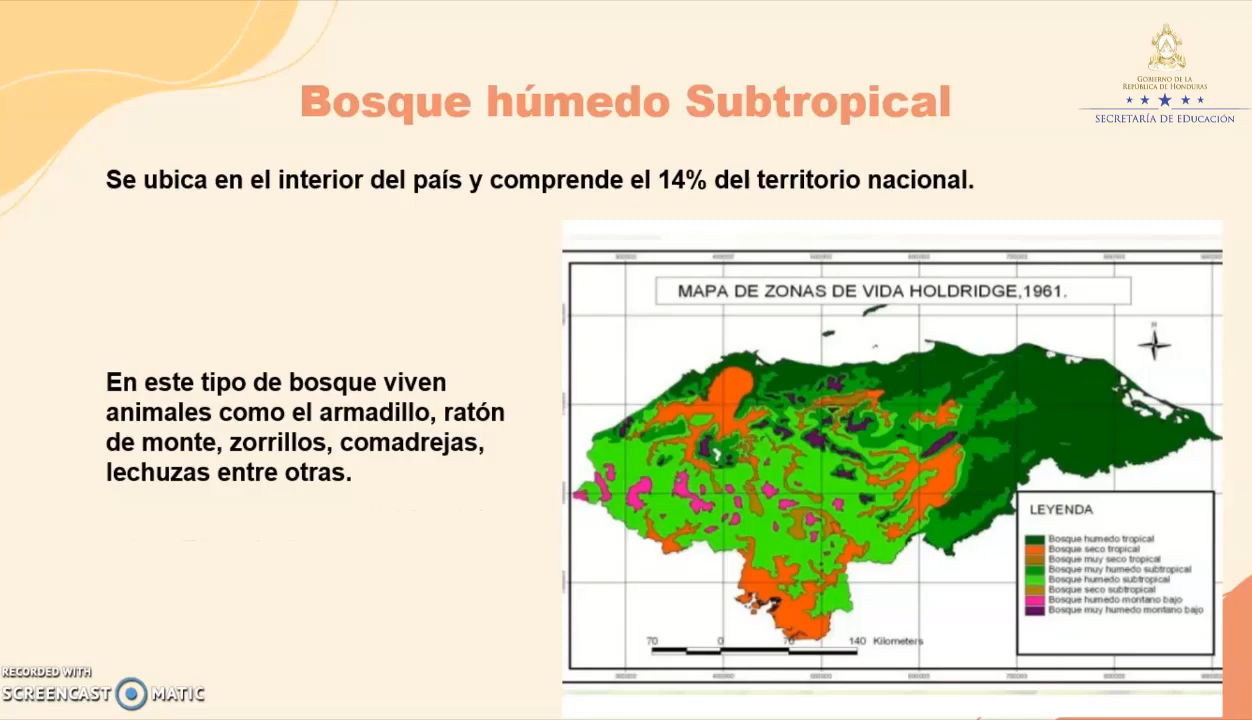 Bosque húmedo Subtropical
GOBIERNO DE LA
REPÚBLICA DE HONDURAS
SECRETARÍA DE EDUCACIÓN
Se ubica en el interior del país y comprende el 14% del territorio nacional.
MAPA DE ZONAS DE VIDA HOLDRIDGE,1961.
N
En este tipo de bosque viven
animales como el armadillo, ratón
de monte, zorrillos, comadrejas,
lechuzas entre otras.
LEYENDA
Bosque humedo tropical
Bosque seco tropical
Bosque muy seco tropical
Bosque muy humedo subtropical
Bosque humedo subtropical
Bosque seco subtropical
Bosque humedo montano bajo
Bosque muy humedo montano bajo
70 0 70 140 Kilometers
RECORDED WITH
SCREENCAST MATIC